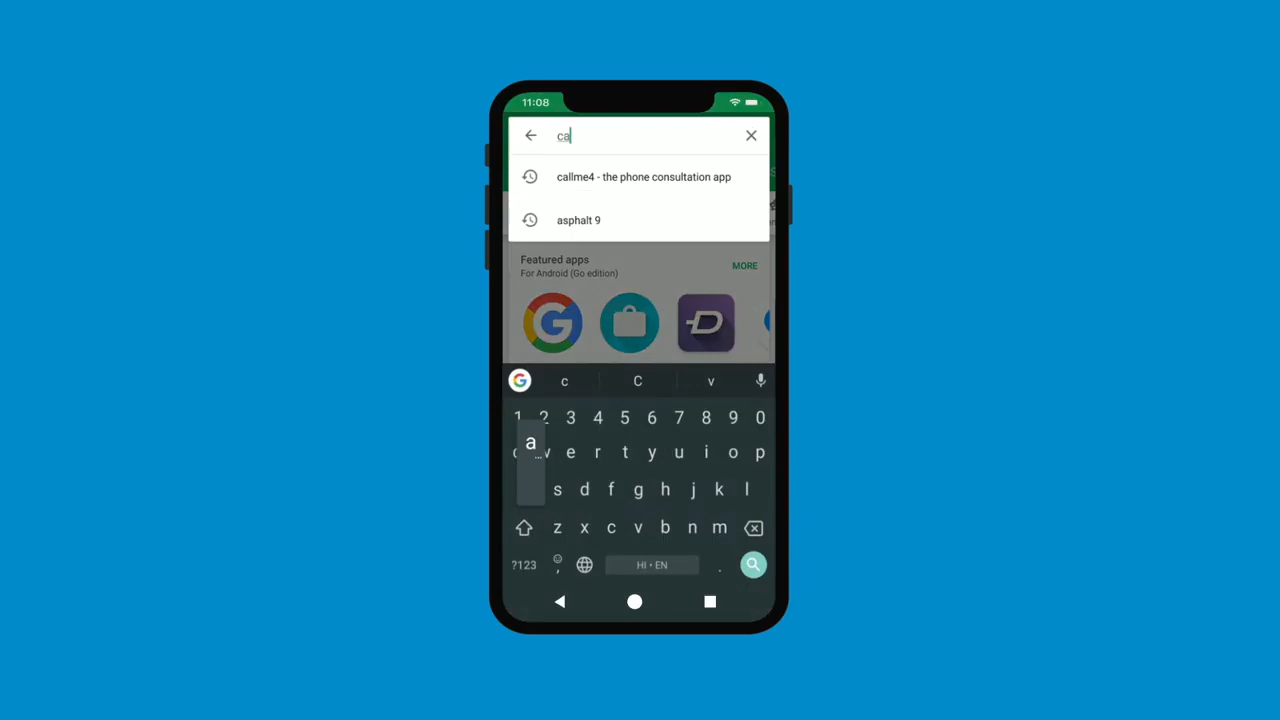 11:08
ca
callme4 - the phone consultation app
asphalt 9
Featured apps
For Android (Go edition)
MORE
c C v
1 2 3 4 5 6 7 8 9 0
a
e r t y u i o p
s d f g h j k l
z x c v b n m
?123 , HI • EN .